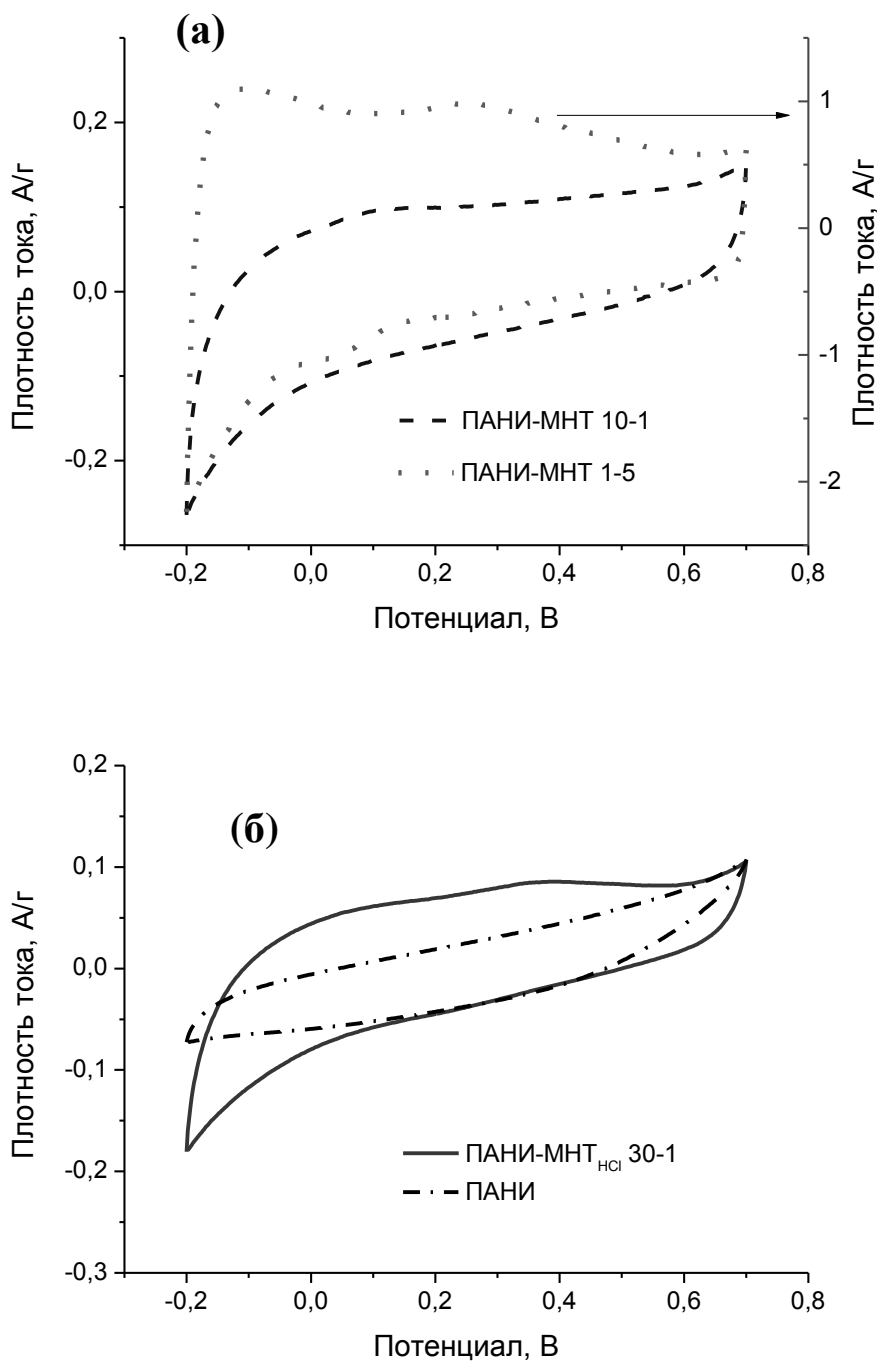 (а)
0,2
0,0
-0,2
Плотность тока, А/г
1
0
-1
-2
Плотность тока, А/г
ПАНИ-МНТ 10-1
ПАНИ-МНТ 1-5
-0,2 0,0 0,2 0,4 0,6 0,8
Потенциал, В
(б)
0,2
0,1
0,0
-0,1
-0,2
-0,3
Плотность тока, А/г
ПАНИ-МНТHCl 30-1
ПАНИ
-0,2 0,0 0,2 0,4 0,6 0,8
Потенциал, В